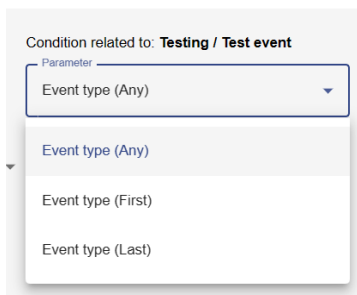 Condition related to: Testing / Test event
Parameter
Event type (Any)
Event type (Any)
Event type (First)
Event type (Last)